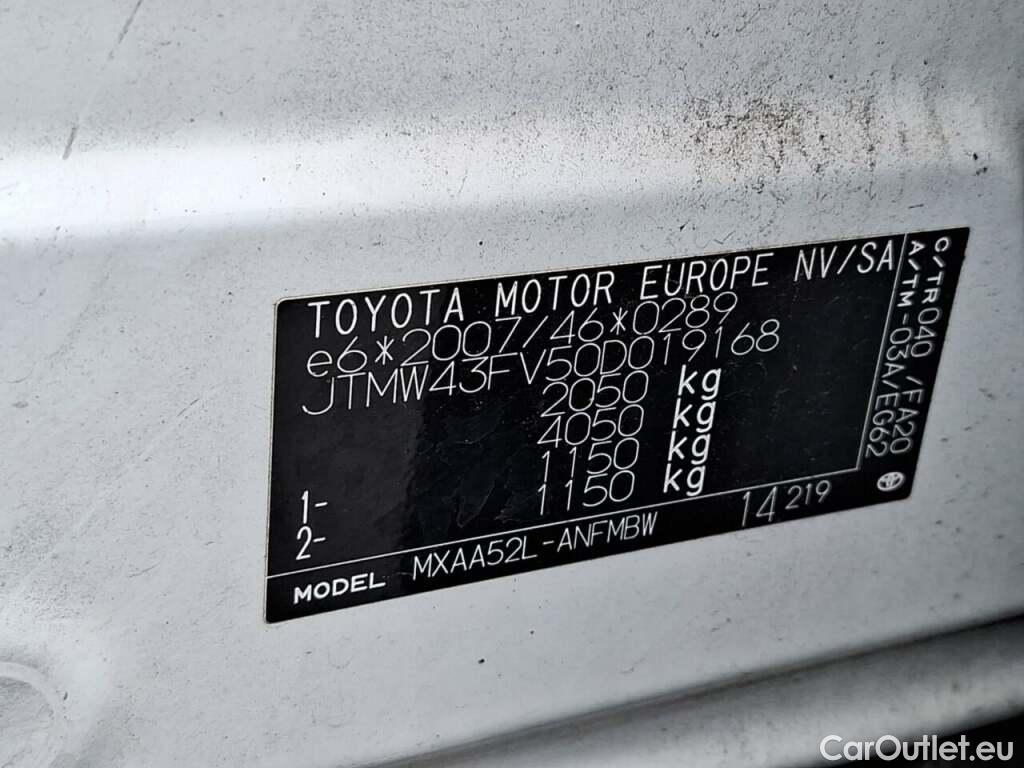 TOYOTA MOTOR EUROPE NV/SA
e6*2007/46*0289
JTMW43FV50D019168
2050 kg
4050 kg
1- 1150 kg
2- 1150 kg
MODEL MXAA52L-ANFMBW 14 219
C/TR040 /FA20
A/TM-03A/EG62
CarOutlet.eu